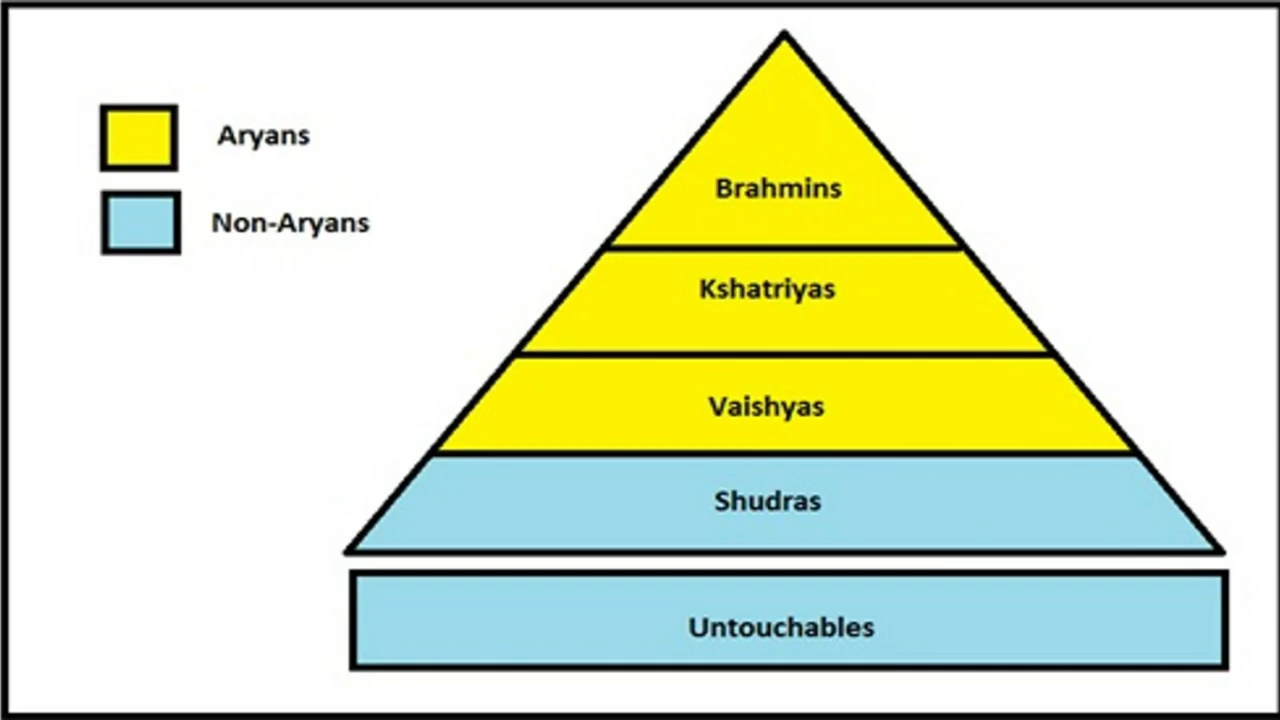 Aryans
Non-Aryans
Brahmins
Kshatriyas
Vaishyas
Shudras
Untouchables